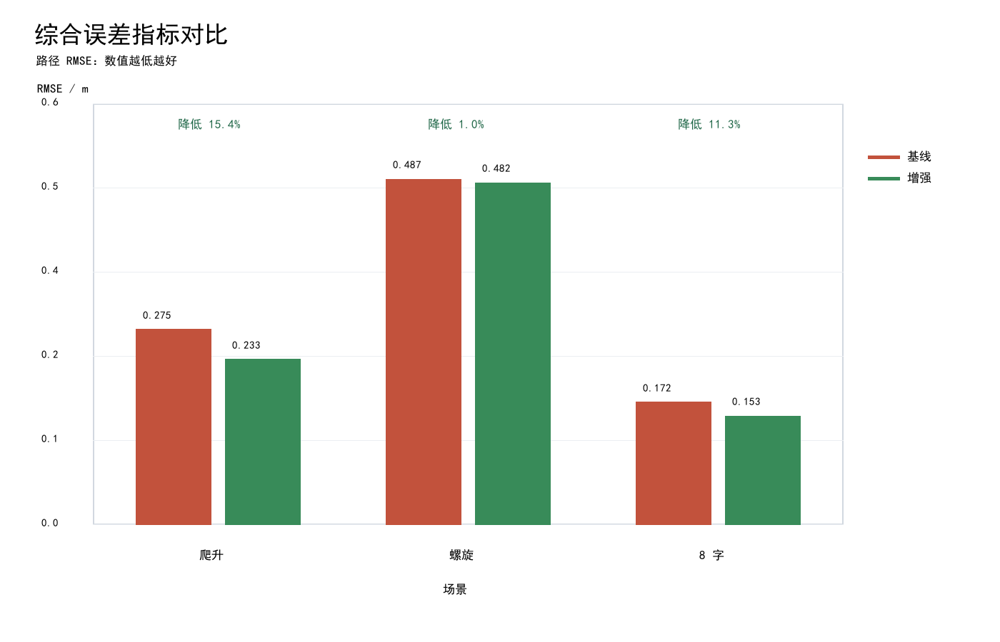 综合误差指标对比
路径 RMSE: 数值越低越好
RMSE / m
0.6
降低 15.4%
降低 1.0%
降低 11.3%
基线
增强
0.487
0.482
0.5
0.4
0.275
0.233
0.2
0.172
0.153
0.1
0.0
爬升
螺旋
8 字
场景